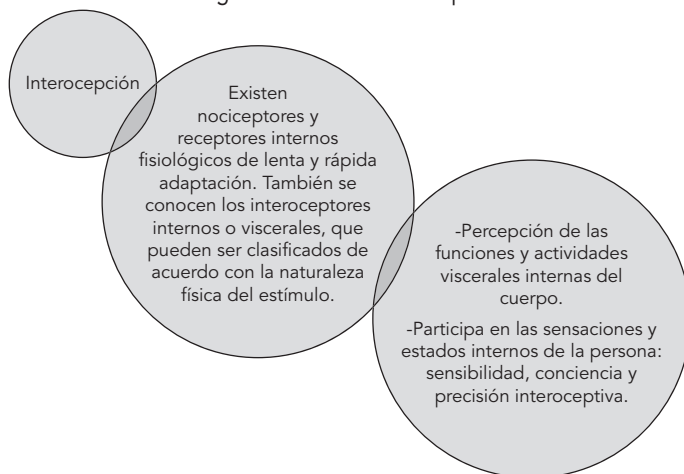 Interocepción
Existen
nociceptores y
receptores internos
fisiológicos de lenta y rápida
adaptación. También se
conocen los interoceptores
internos o viscerales, que
pueden ser clasificados de
acuerdo con la naturaleza
física del estímulo.
-Percepción de las
funciones y actividades
viscerales internas del
cuerpo.
-Participa en las sensaciones y
estados internos de la persona:
sensibilidad, conciencia y
precisión interoceptiva.